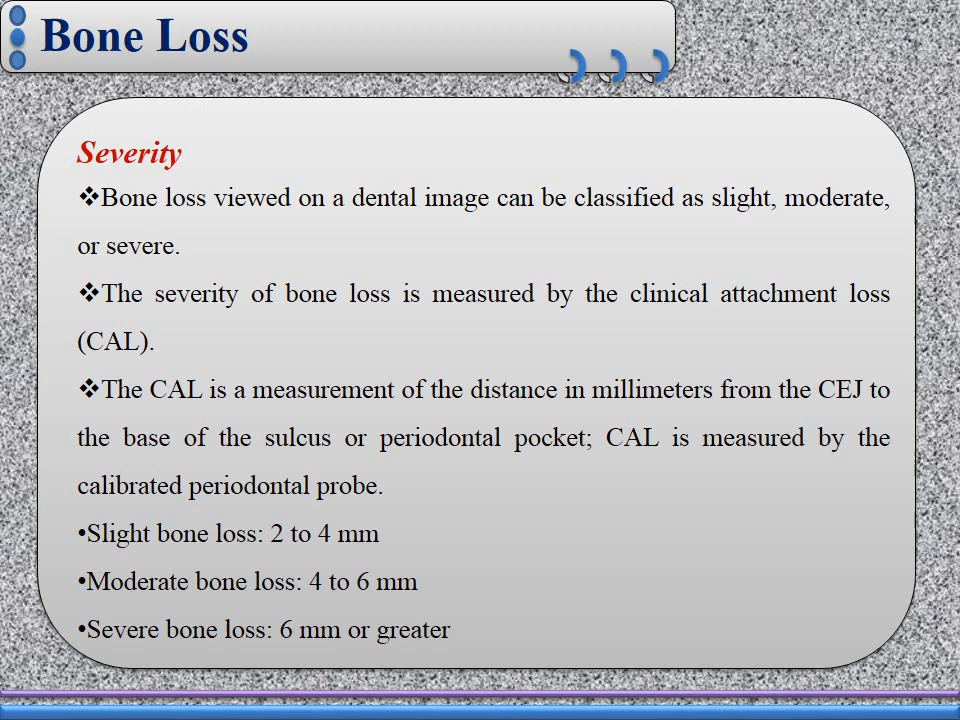 Bone Loss
Severity
❖Bone loss viewed on a dental image can be classified as slight, moderate,
or severe.
❖The severity of bone loss is measured by the clinical attachment loss
(CAL).
❖The CAL is a measurement of the distance in millimeters from the CEJ to
the base of the sulcus or periodontal pocket; CAL is measured by the
calibrated periodontal probe.
•Slight bone loss: 2 to 4 mm
•Moderate bone loss: 4 to 6 mm
•Severe bone loss: 6 mm or greater